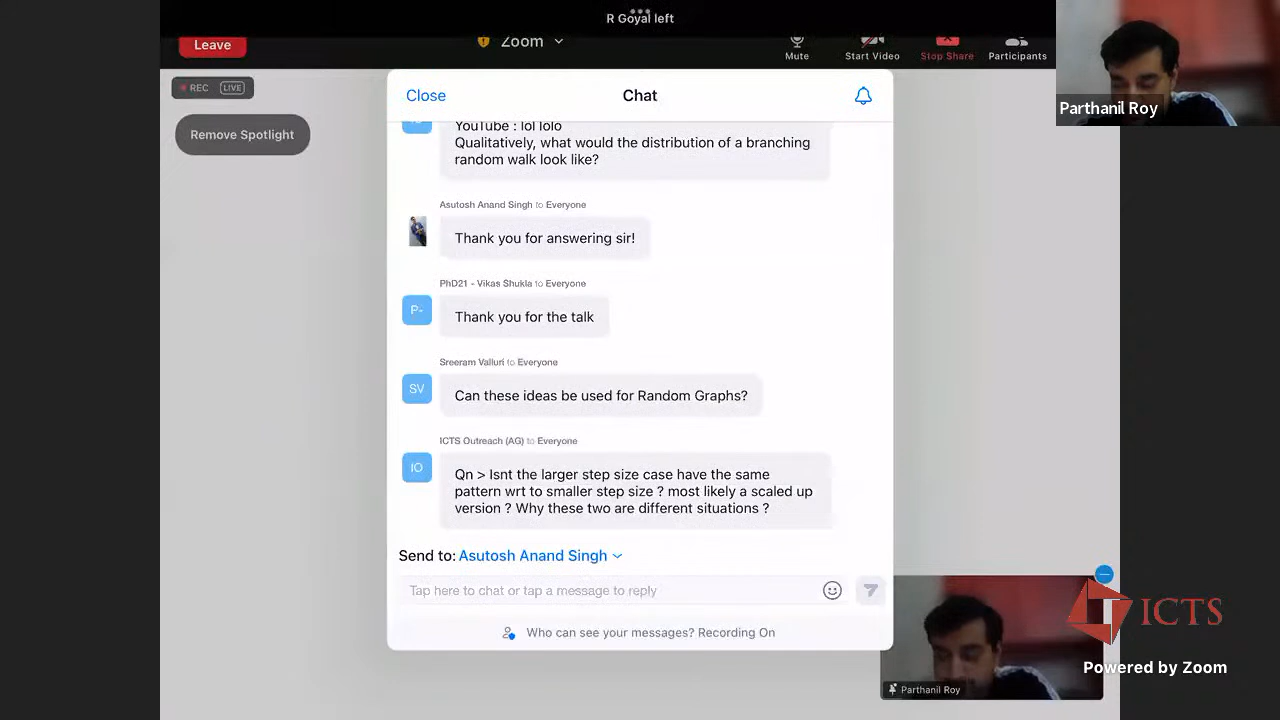 R Goyal left
Leave
Zoom
Mute
Start Video
Stop Share
Participants
Parthanil Roy
REC LIVE
Remove Spotlight
Close
Chat
YouTube : lol lolo
Qualitatively, what would the distribution of a branching
random walk look like?
Asutosh Anand Singh to Everyone
Thank you for answering sir!
PhD21 - Vikas Shukla to Everyone
P-
Thank you for the talk
Sreeram Valluri to Everyone
SV
Can these ideas be used for Random Graphs?
ICTS Outreach (AG) to Everyone
IO
Qn > Isnt the larger step size case have the same
pattern wrt to smaller step size ? most likely a scaled up
version ? Why these two are different situations ?
Send to: Asutosh Anand Singh
Tap here to chat or tap a message to reply
Who can see your messages? Recording On
ICTS
Powered by Zoom
Parthanil Roy